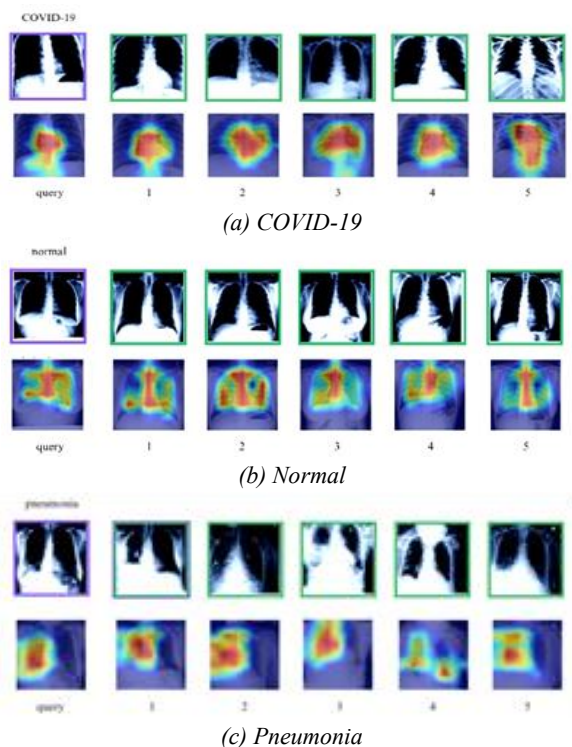 COVID-19
query 1 2 3 4 5
(a) COVID-19
normal
query 1 2 3 4 5
(b) Normal
pneumonia
query 1 2 3 4 5
(c) Pneumonia